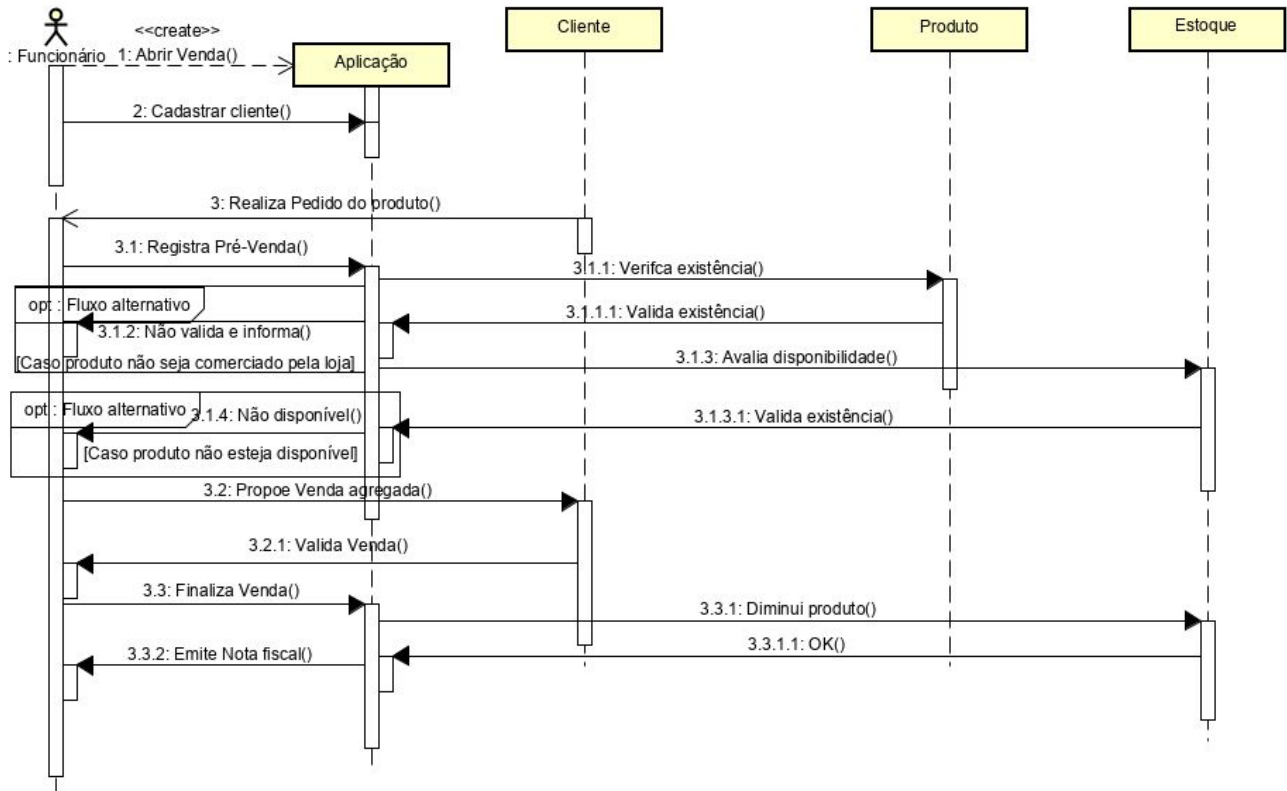 Cliente
Produto
Estoque
<<create>>
: Funcionário
1: Abrir Venda()
Aplicação
2: Cadastrar cliente()
3: Realiza Pedido do produto()
3.1: Registra Pré-Venda()
3.1.1: Verifca existência()
opt : Fluxo alternativo
3.1.1.1: Valida existência()
3.1.2: Não valida e informa()
[Caso produto não seja comerciado pela loja]
3.1.3: Avalia disponibilidade()
opt : Fluxo alternativo
3.1.4: Não disponível()
3.1.3.1: Valida existência()
[Caso produto não esteja disponível]
3.2: Propoe Venda agregada()
3.2.1: Valida Venda()
3.3: Finaliza Venda()
3.3.1: Diminui produto()
3.3.1.1: OK()
3.3.2: Emite Nota fiscal()